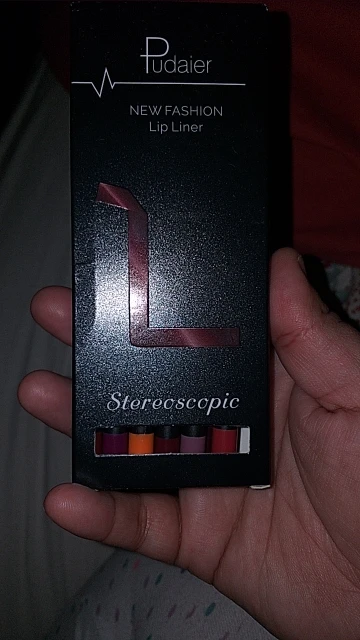 Pudaier
NEW FASHION
Lip Liner
L
Stereoscopic